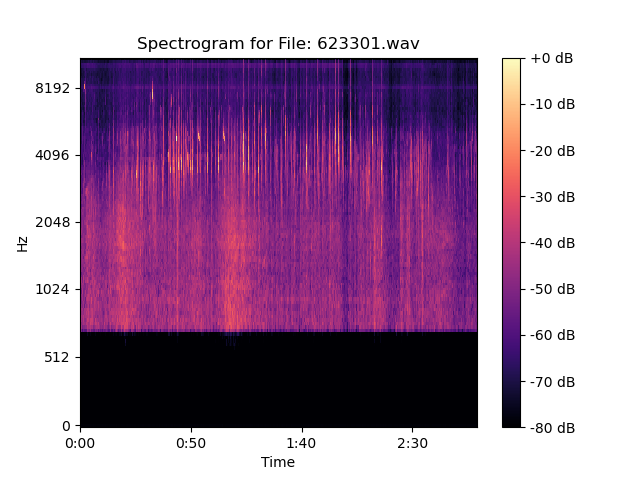 Spectrogram for File: 623301.wav
+0 dB
8192
-10 dB
4096
-20 dB
-30 dB
2048
Hz
-40 dB
1024
-50 dB
-60 dB
512
-70 dB
0
-80 dB
0:00
0:50
1:40
2:30
Time